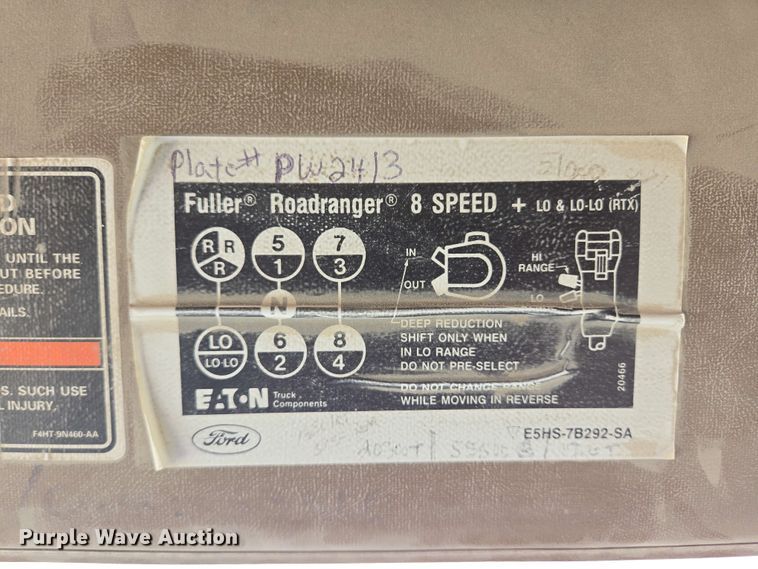 Plate# PW2413
Fuller® Roadranger® 8 SPEED + LO & LO-LO (RTX)
R R R
5
1
7
3
IN
OUT
HI
RANGE
LO
N
LO
LO-LO
6
2
8
4
DEEP REDUCTION
SHIFT ONLY WHEN
IN LO RANGE
DO NOT PRE-SELECT
DO NOT CHANGE RANGE
WHILE MOVING IN REVERSE
20466
EATON Truck
Components
Ford
E5HS-7B292-SA
D
ION
UNTIL THE
UT BEFORE
EDURE.
AILS.
S. SUCH USE
L INJURY.
F4HT-9N460-AA
Purple Wave Auction